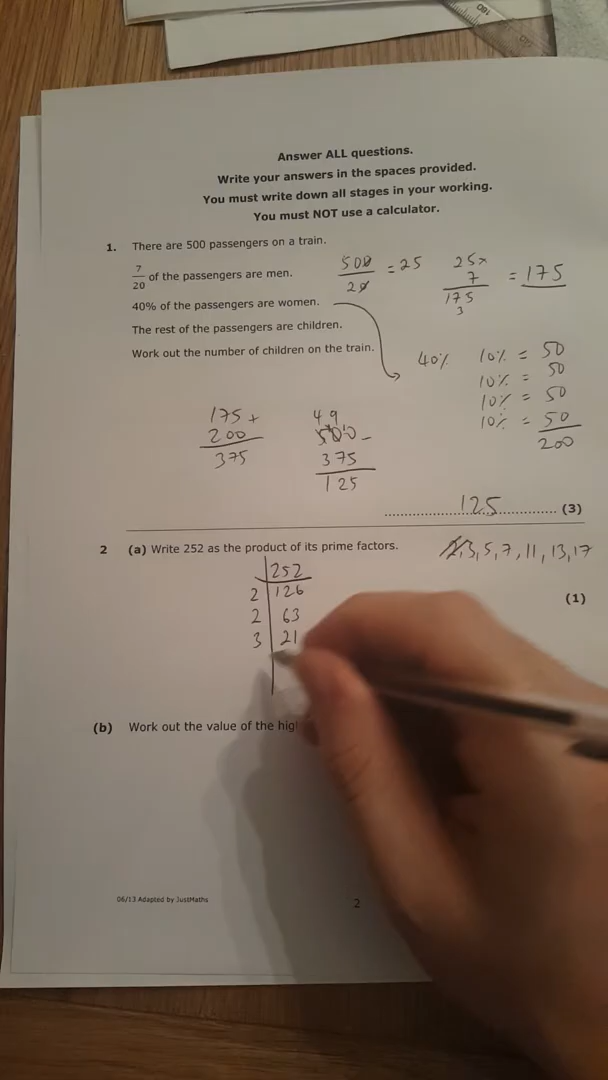 Answer ALL questions.
Write your answers in the spaces provided.
You must write down all stages in your working.
You must NOT use a calculator.
1. There are 500 passengers on a train.
7/20 of the passengers are men.
500/20 = 25
25 x
7
175
3
= 175
40% of the passengers are women.
The rest of the passengers are children.
Work out the number of children on the train.
40% 10% = 50
10% = 50
10% = 50
10% = 50
200
175 +
200
375
4 9
500 -
375
125
125 (3)
2 (a) Write 252 as the product of its prime factors.
2, 3, 5, 7, 11, 13, 17
252
2 126
2 63
3 21
(1)
(b) Work out the value of the hig
06/13 Adapted by JustMaths
2